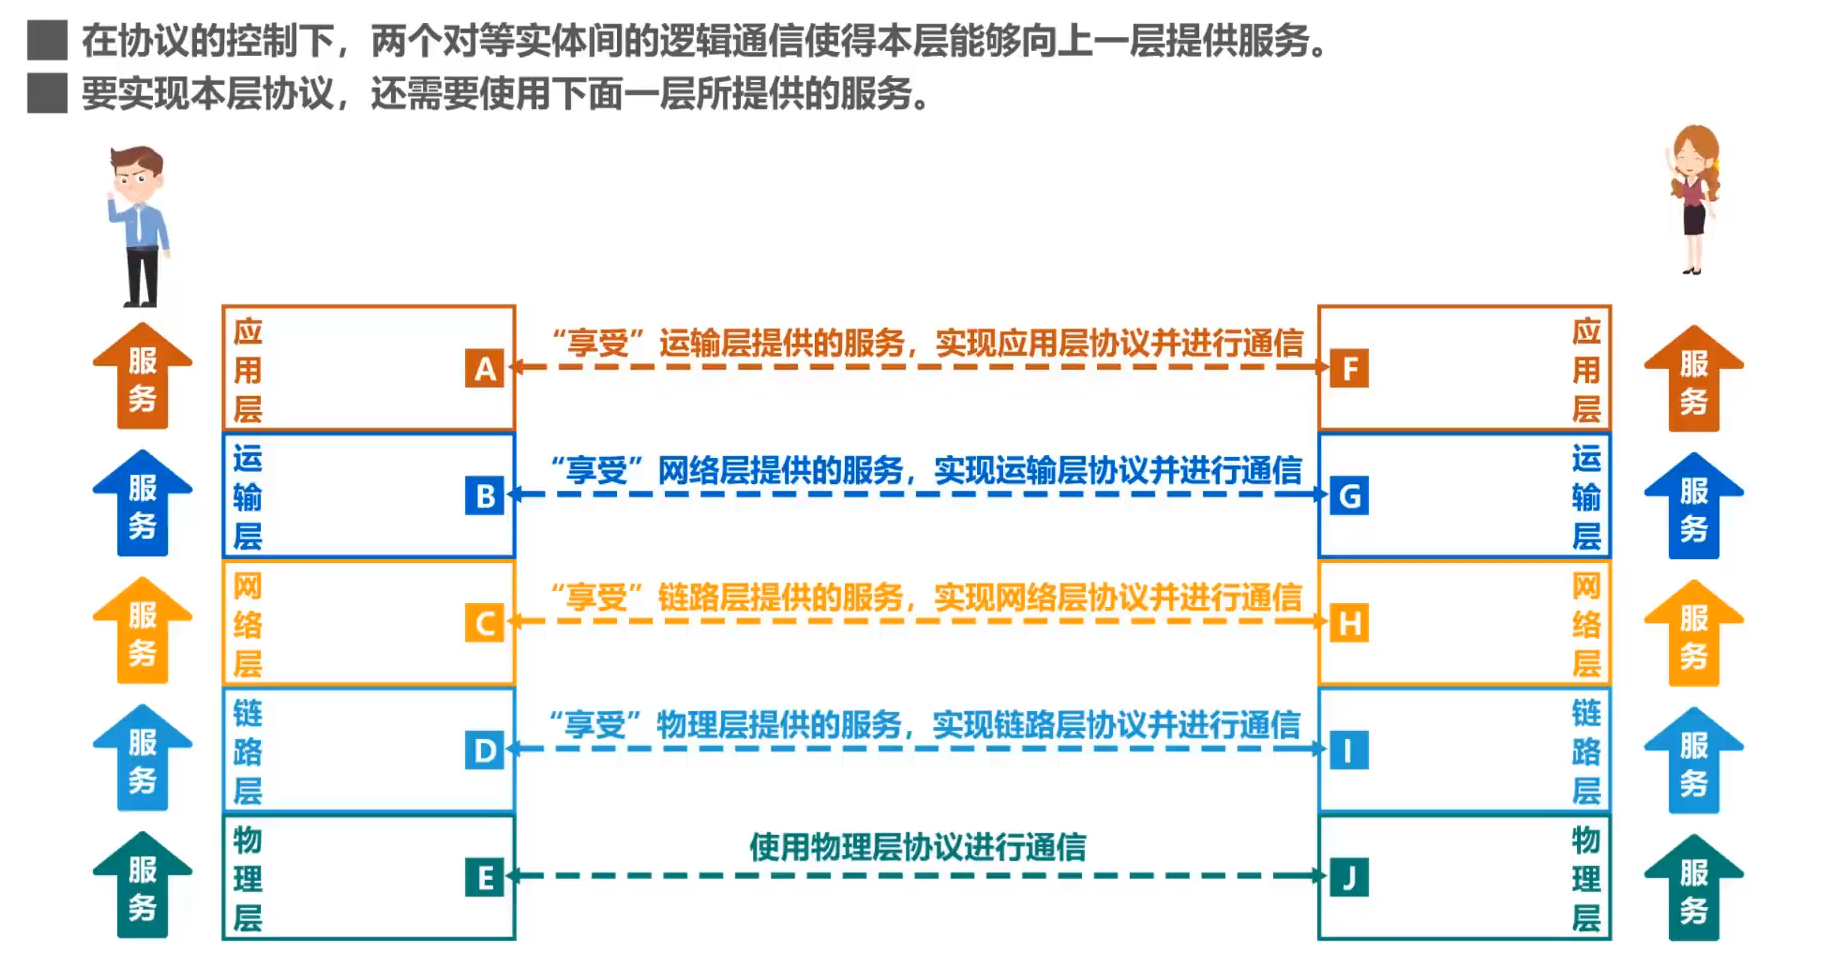 在协议的控制下，两个对等实体间的逻辑通信使得本层能够向上一层提供服务。
要实现本层协议，还需要使用下面一层所提供的服务。
服务
应用层
A
“享受”运输层提供的服务，实现应用层协议并进行通信
F
应用层
服务
服务
运输层
B
“享受”网络层提供的服务，实现运输层协议并进行通信
G
运输层
服务
服务
网络层
C
“享受”链路层提供的服务，实现网络层协议并进行通信
H
网络层
服务
服务
链路层
D
“享受”物理层提供的服务，实现链路层协议并进行通信
I
链路层
服务
服务
物理层
E
使用物理层协议进行通信
J
物理层
服务